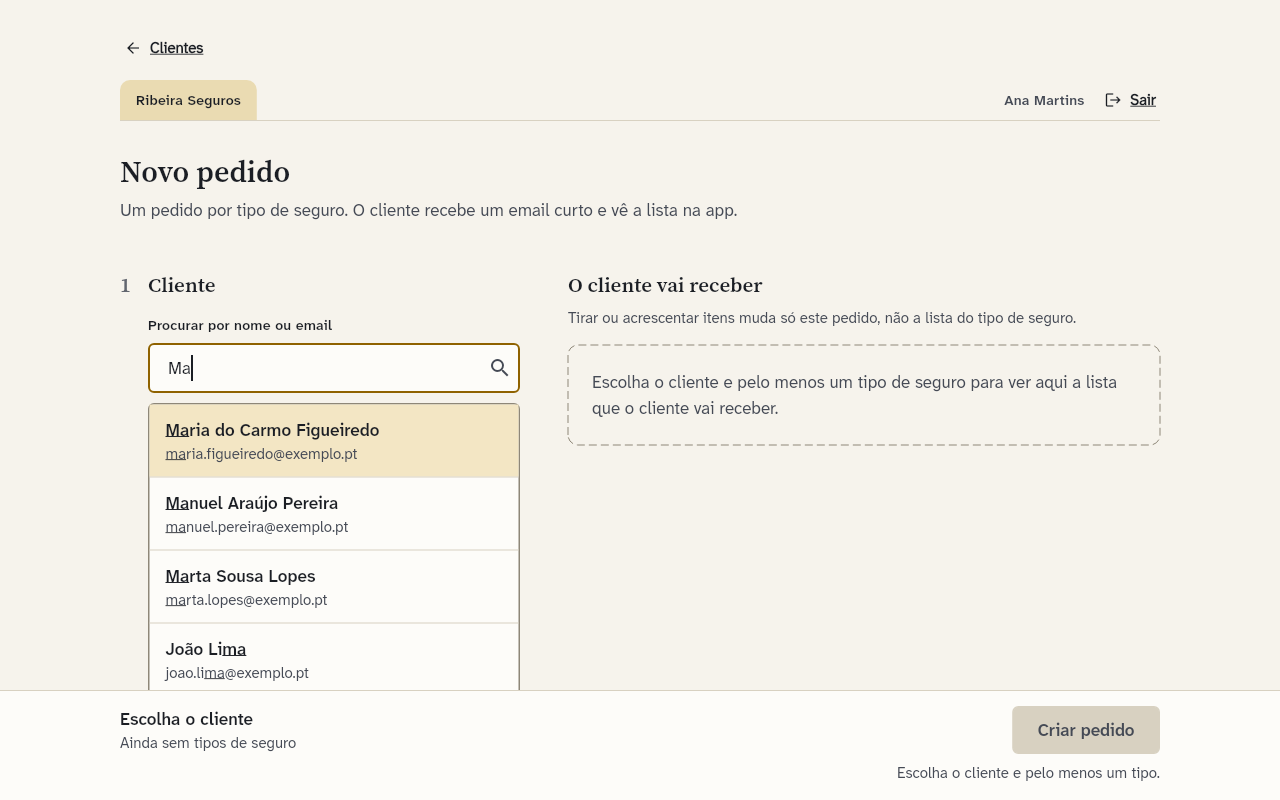 Clientes
Ribeira Seguros
Ana Martins
Sair
Novo pedido
Um pedido por tipo de seguro. O cliente recebe um email curto e vê a lista na app.
1 Cliente
Procurar por nome ou email
Ma
Maria do Carmo Figueiredo
maria.figueiredo@exemplo.pt
Manuel Araújo Pereira
manuel.pereira@exemplo.pt
Marta Sousa Lopes
marta.lopes@exemplo.pt
João Lima
joao.lima@exemplo.pt
O cliente vai receber
Tirar ou acrescentar itens muda só este pedido, não a lista do tipo de seguro.
Escolha o cliente e pelo menos um tipo de seguro para ver aqui a lista
que o cliente vai receber.
Escolha o cliente
Ainda sem tipos de seguro
Criar pedido
Escolha o cliente e pelo menos um tipo.